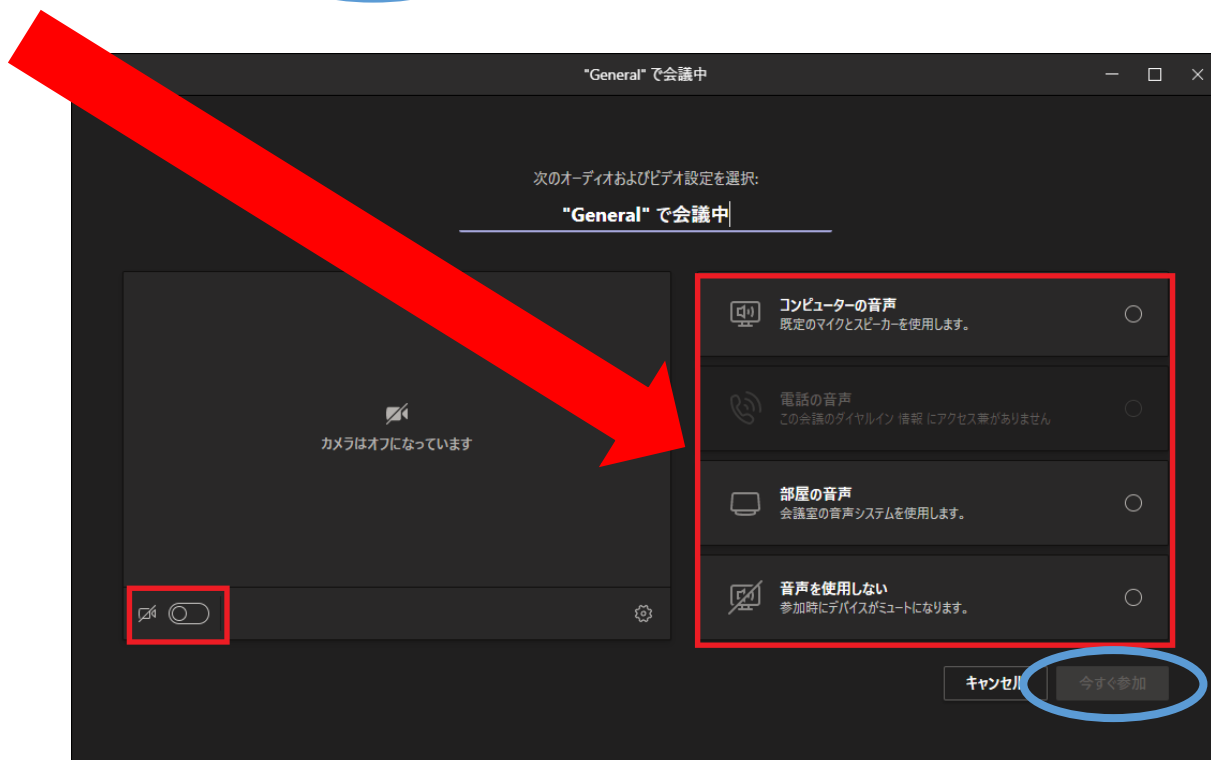 "General" で会議中
次のオーディオおよびビデオ設定を選択:
"General" で会議中
カメラはオフになっています
コンピューターの音声
既定のマイクとスピーカーを使用します。
電話の音声
この会議のダイヤルイン 情報 にアクセス兼がありません
部屋の音声
会議室の音声システムを使用します。
音声を使用しない
参加時にデバイスがミュートになります。
キャンセル
今すぐ参加